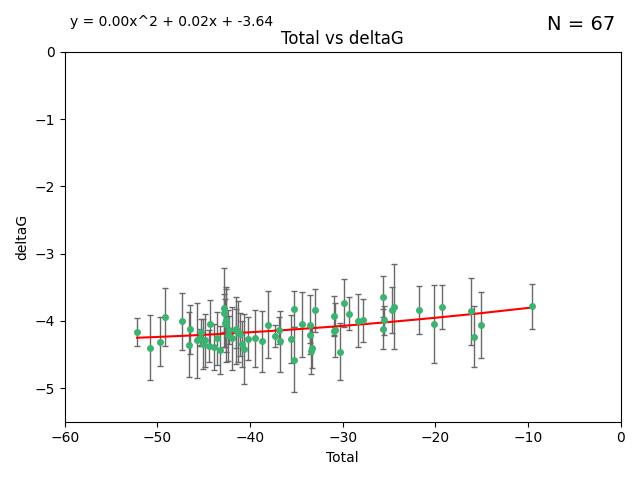 y = 0.00x^2 + 0.02x + -3.64
N = 67
Total vs deltaG
0
−1
−2
−3
−4
−5
deltaG
−60 −50 −40 −30 −20 −10 0
Total